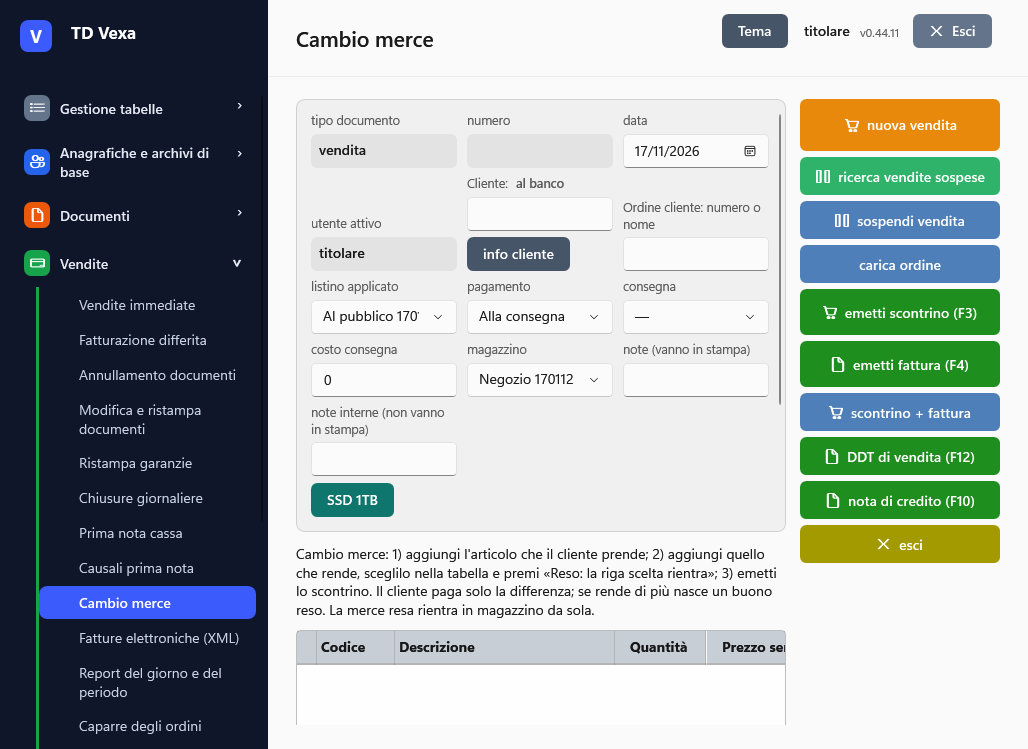 V
TD Vexa
Gestione tabelle
Anagrafiche e archivi di
base
Documenti
Vendite
Vendite immediate
Fatturazione differita
Annullamento documenti
Modifica e ristampa
documenti
Ristampa garanzie
Chiusure giornaliere
Prima nota cassa
Causali prima nota
Cambio merce
Fatture elettroniche (XML)
Report del giorno e del
periodo
Caparre degli ordini
Cambio merce
Tema
titolare
v0.44.11
Esci
tipo documento
vendita
numero
data
17/11/2026
utente attivo
titolare
Cliente: al banco
info cliente
Ordine cliente: numero o
nome
listino applicato
Al pubblico 170
pagamento
Alla consegna
consegna
—
costo consegna
0
magazzino
Negozio 170112
note (vanno in stampa)
note interne (non vanno
in stampa)
SSD 1TB
nuova vendita
ricerca vendite sospese
sospendi vendita
carica ordine
emetti scontrino (F3)
emetti fattura (F4)
scontrino + fattura
DDT di vendita (F12)
nota di credito (F10)
esci
Cambio merce: 1) aggiungi l'articolo che il cliente prende; 2) aggiungi quello
che rende, sceglilo nella tabella e premi «Reso: la riga scelta rientra»; 3) emetti
lo scontrino. Il cliente paga solo la differenza; se rende di più nasce un buono
reso. La merce resa rientra in magazzino da sola.
Codice
Descrizione
Quantità
Prezzo